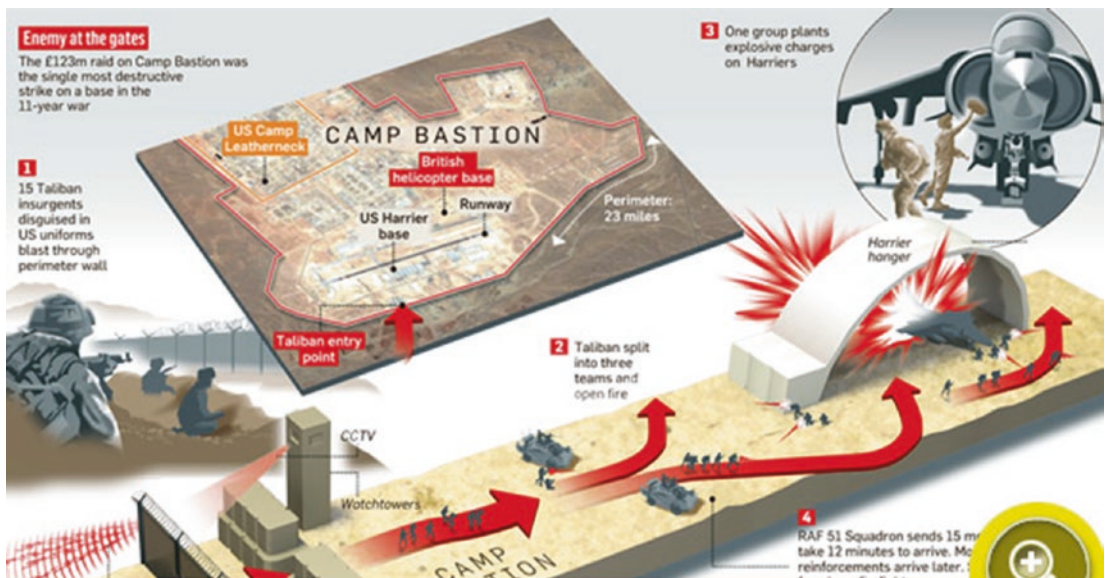 Enemy at the gates
The £123m raid on Camp Bastion was
the single most destructive
strike on a base in the
11-year war
1
15 Taliban
insurgents
disguised in
US uniforms
blast through
perimeter wall
US Camp
Leatherneck
CAMP BASTION
British
helicopter base
Runway
US Harrier
base
Perimeter:
23 miles
Taliban entry
point
3 One group plants
explosive charges
on Harriers
Harrier
hanger
2 Taliban split
into three
teams and
open fire
CCTV
Watchtowers
CAMP
BASTION
4
RAF 51 Squadron sends 15
take 12 minutes to arrive.
reinforcements arrive later.